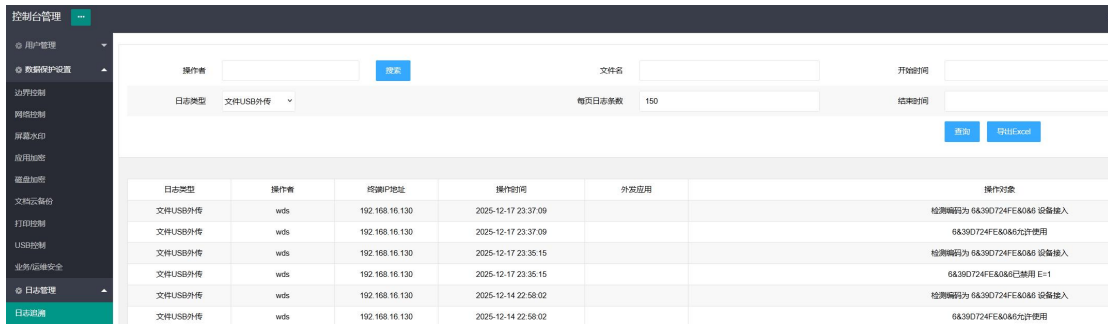 控制台管理 ...
用户管理
数据保护设置
边界控制
网络控制
屏幕水印
应用加密
磁盘加密
文档云备份
打印控制
USB控制
业务/运维安全
日志管理
日志追溯
操作者 搜索 文件名 开始时间
日志类型 文件USB外传 每页日志条数 150 结束时间
查询 导出Excel
日志类型 操作者 终端IP地址 操作时间 外发应用 操作对象
文件USB外传 wds 192.168.16.130 2025-12-17 23:37:09 检测编码为 6&39D724FE&0&6 设备接入
文件USB外传 wds 192.168.16.130 2025-12-17 23:37:09 6&39D724FE&0&6允许使用
文件USB外传 wds 192.168.16.130 2025-12-17 23:35:15 检测编码为 6&39D724FE&0&6 设备接入
文件USB外传 wds 192.168.16.130 2025-12-17 23:35:15 6&39D724FE&0&6已禁用 E=1
文件USB外传 wds 192.168.16.130 2025-12-14 22:58:02 检测编码为 6&39D724FE&0&6 设备接入
文件USB外传 wds 192.168.16.130 2025-12-14 22:58:02 6&39D724FE&0&6允许使用